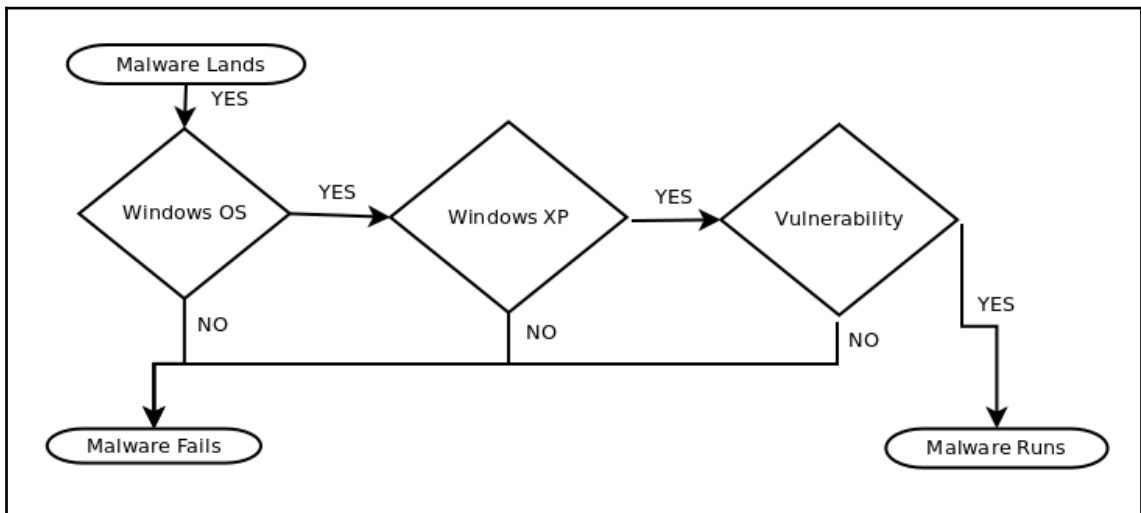 Malware Lands
YES
Windows OS
YES
Windows XP
YES
Vulnerability
NO
NO
NO
YES
Malware Fails
Malware Runs